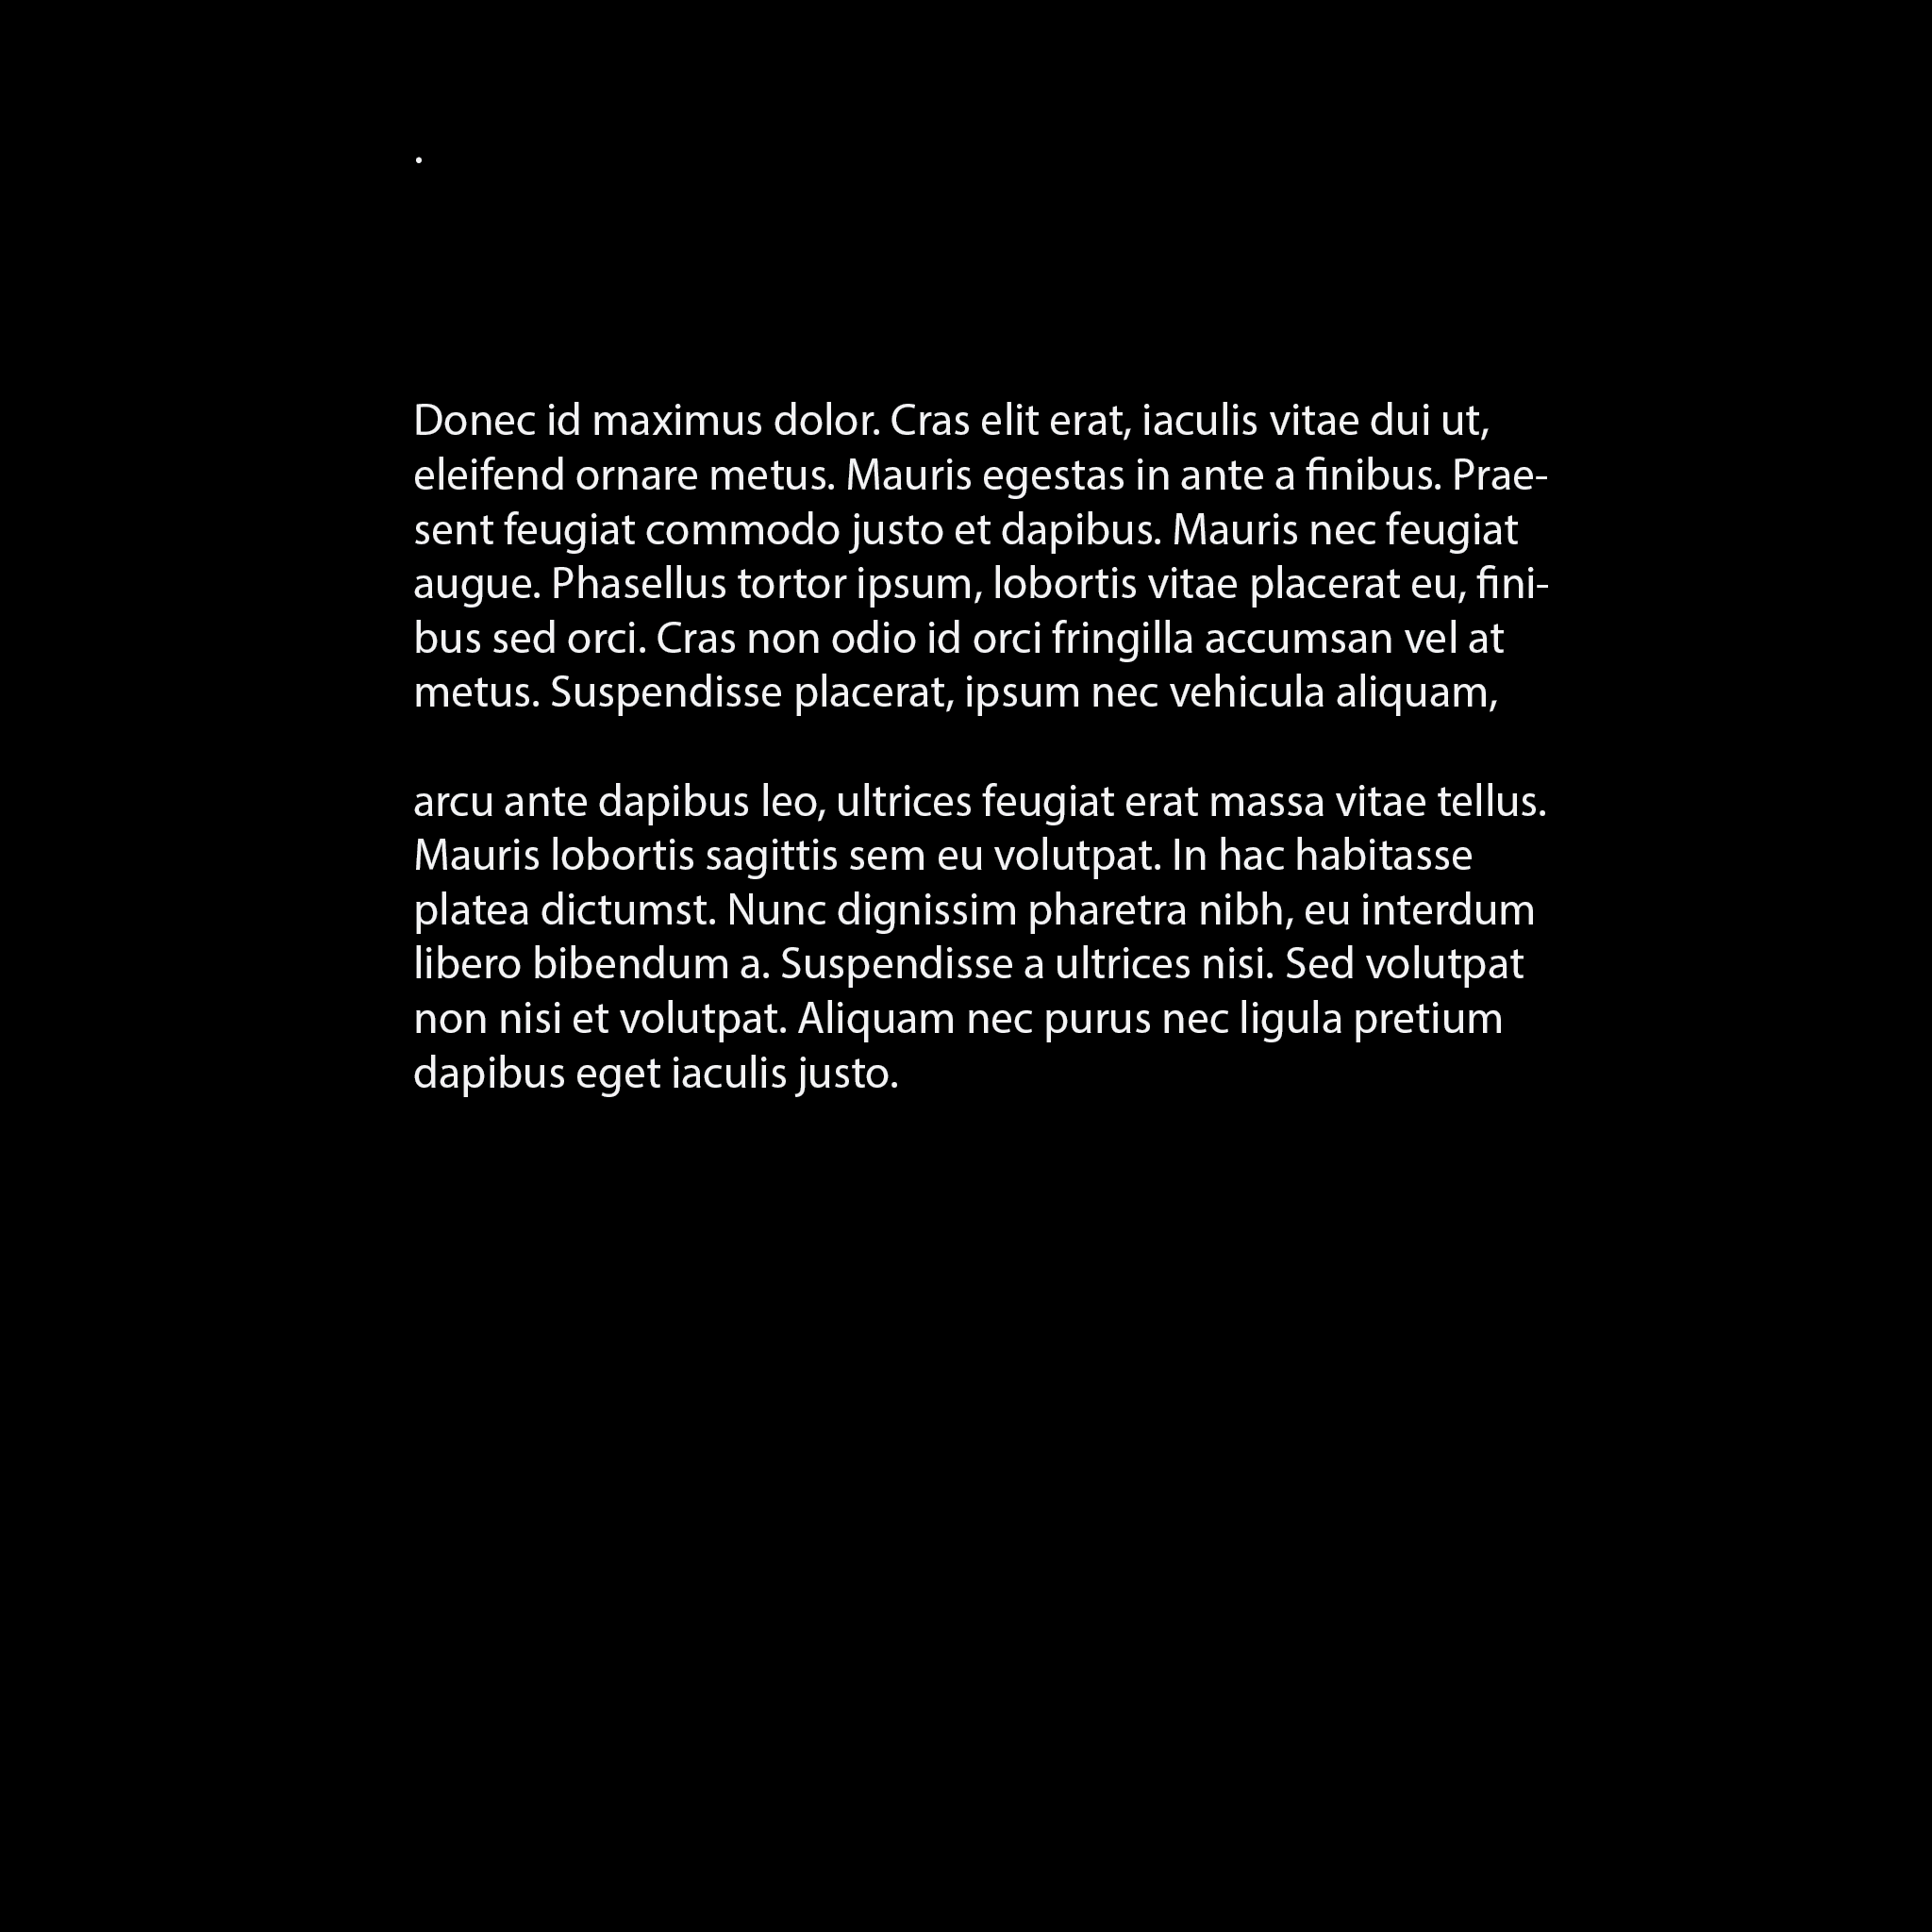 .
Donec id maximus dolor. Cras elit erat, iaculis vitae dui ut,
eleifend ornare metus. Mauris egestas in ante a finibus. Prae-
sent feugiat commodo justo et dapibus. Mauris nec feugiat
augue. Phasellus tortor ipsum, lobortis vitae placerat eu, fini-
bus sed orci. Cras non odio id orci fringilla accumsan vel at
metus. Suspendisse placerat, ipsum nec vehicula aliquam,
arcu ante dapibus leo, ultrices feugiat erat massa vitae tellus.
Mauris lobortis sagittis sem eu volutpat. In hac habitasse
platea dictumst. Nunc dignissim pharetra nibh, eu interdum
libero bibendum a. Suspendisse a ultrices nisi. Sed volutpat
non nisi et volutpat. Aliquam nec purus nec ligula pretium
dapibus eget iaculis justo.